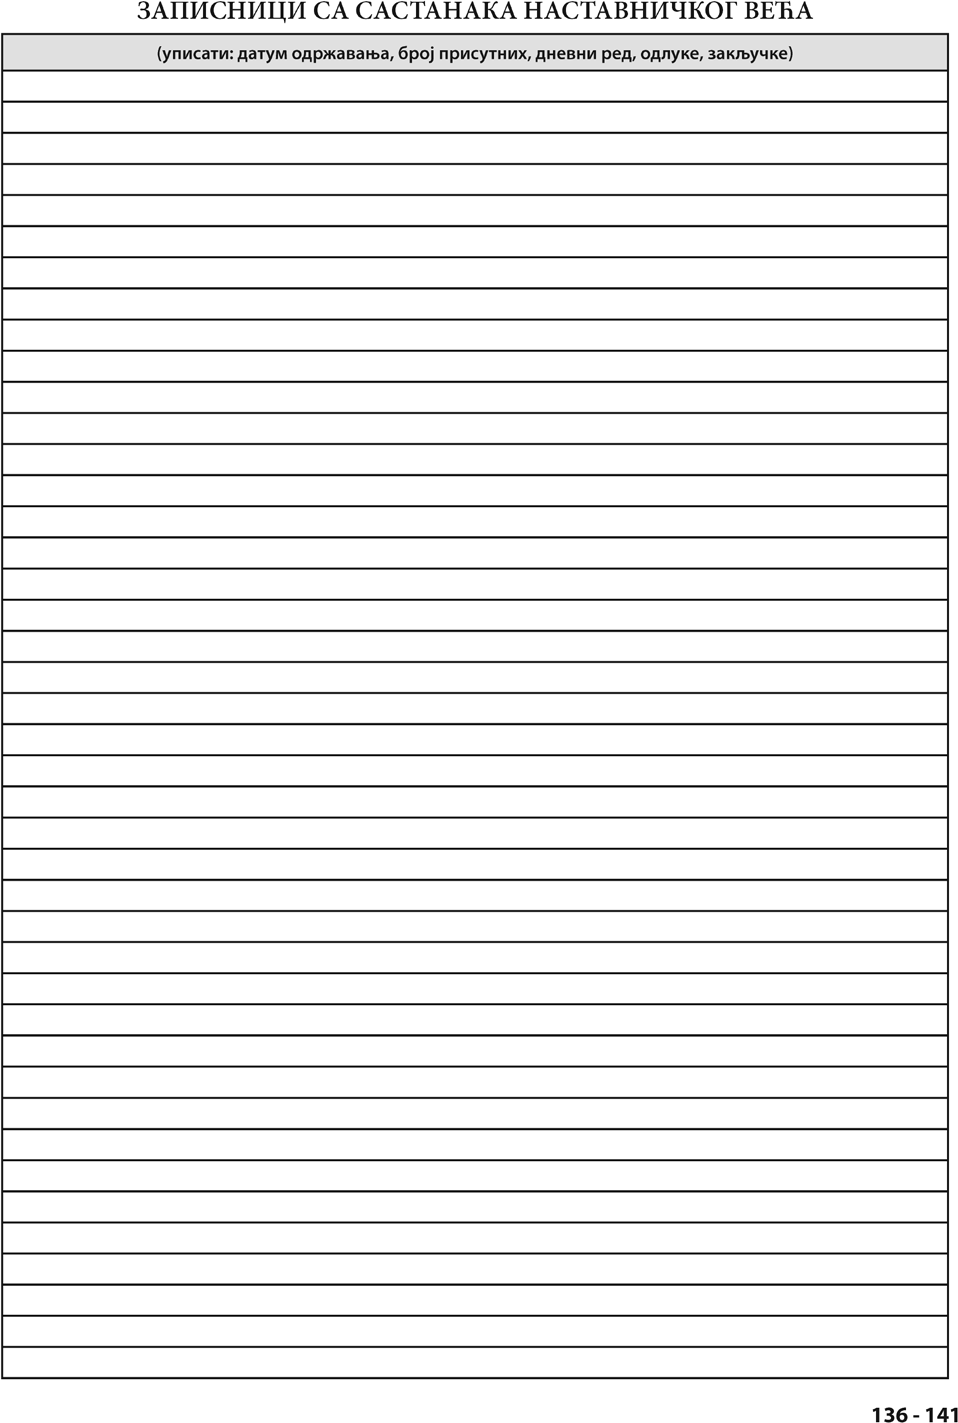 ЗАПИСНИЦИ СА САСТАНАКА НАСТАВНИЧКОГ ВЕЋА
(уписати: датум одржавања, број присутних, дневни ред, одлуке, закључке)
136 - 141